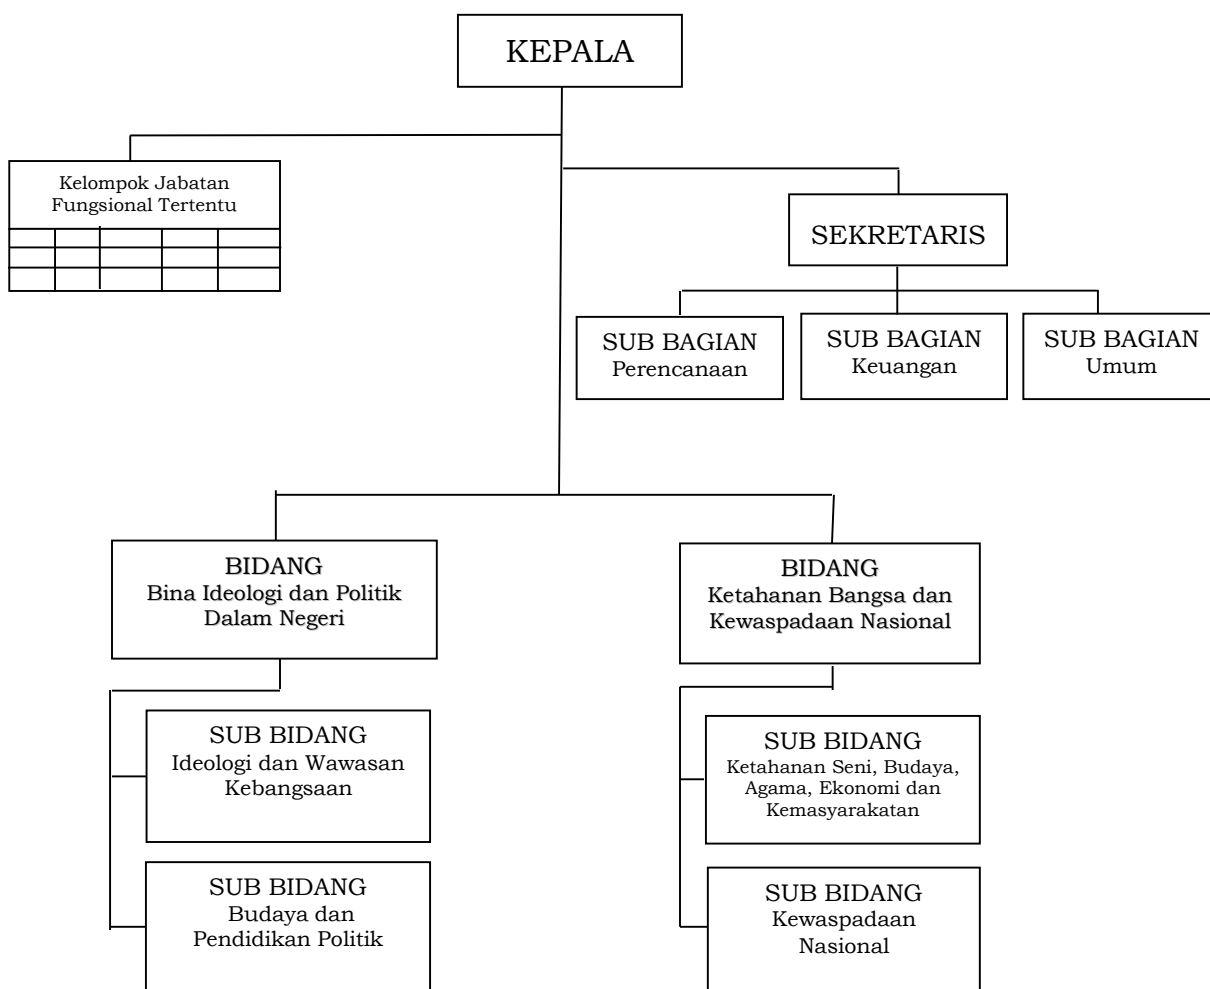 KEPALA
Kelompok Jabatan
Fungsional Tertentu
SEKRETARIS
SUB BAGIAN
Perencanaan
SUB BAGIAN
Keuangan
SUB BAGIAN
Umum
BIDANG
Bina Ideologi dan Politik
Dalam Negeri
BIDANG
Ketahanan Bangsa dan
Kewaspadaan Nasional
SUB BIDANG
Ideologi dan Wawasan
Kebangsaan
SUB BIDANG
Ketahanan Seni, Budaya,
Agama, Ekonomi dan
Kemasyarakatan
SUB BIDANG
Budaya dan
Pendidikan Politik
SUB BIDANG
Kewaspadaan
Nasional